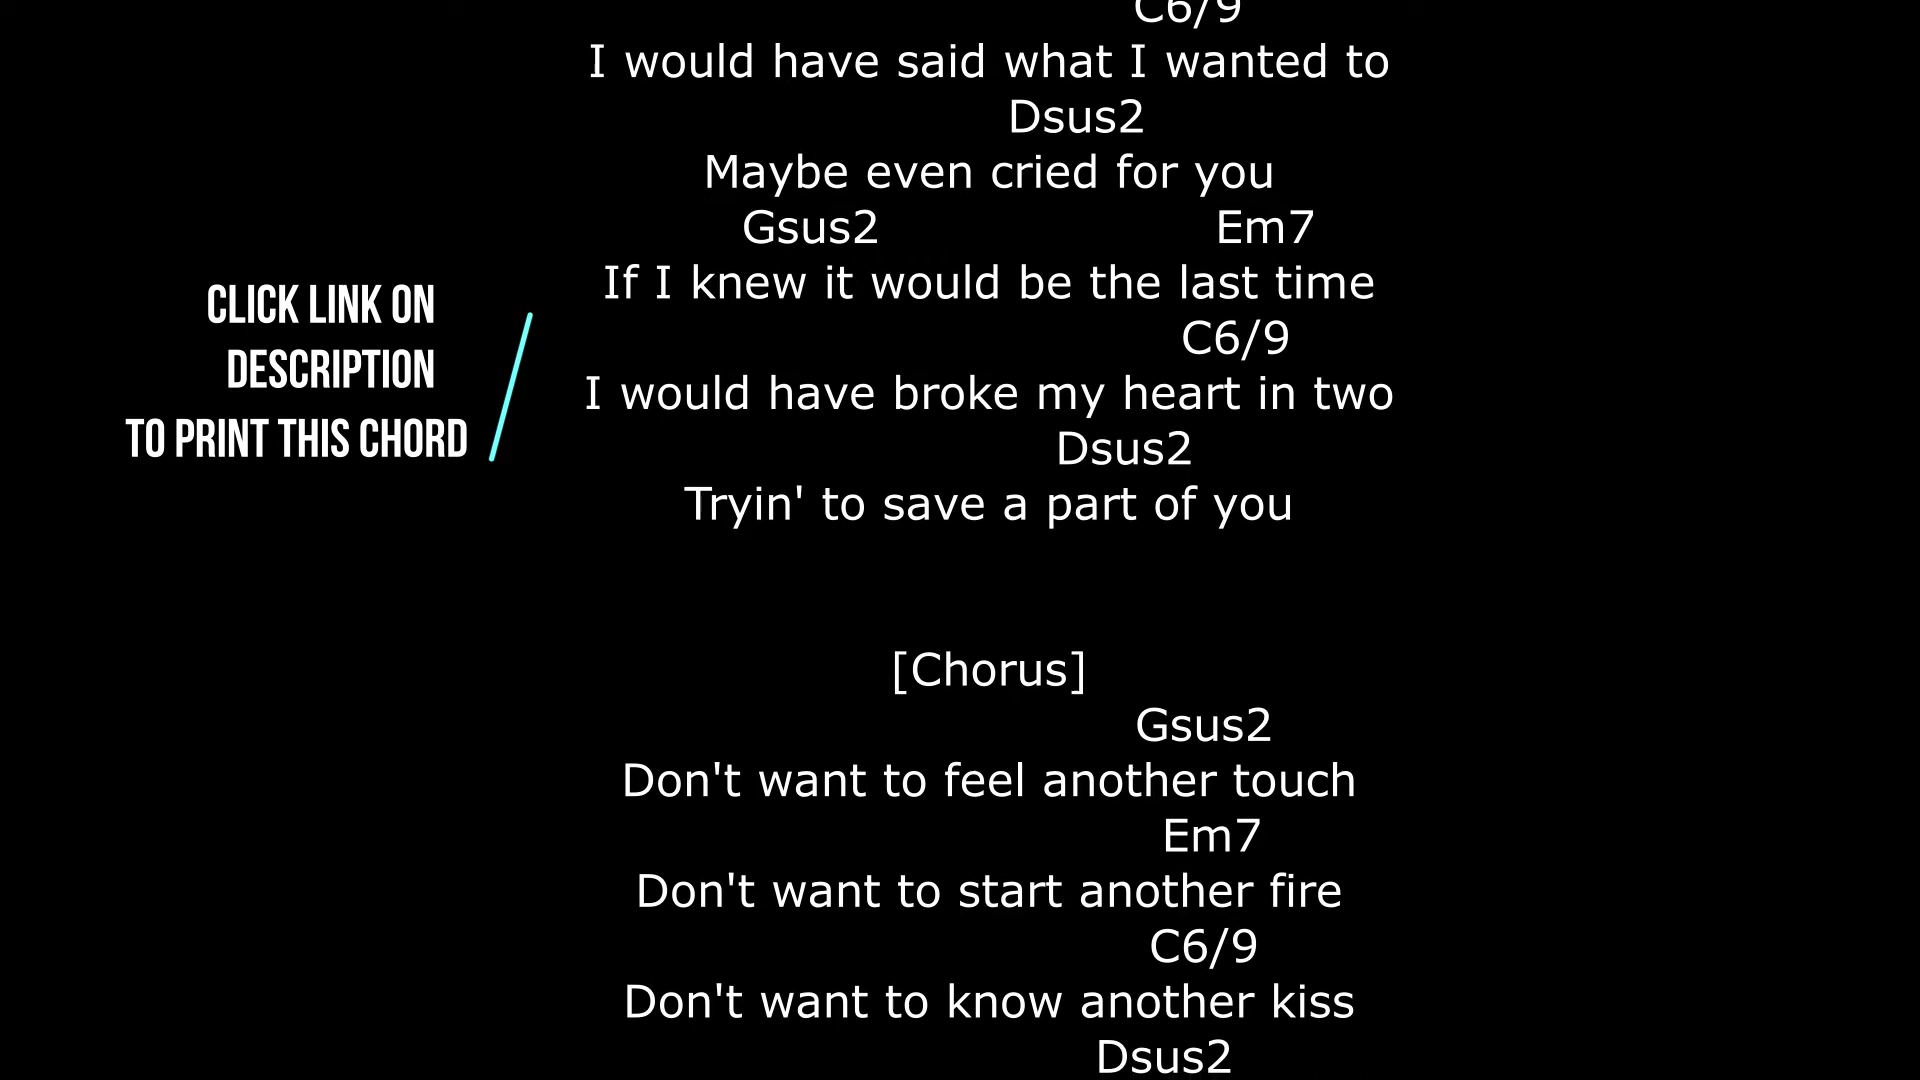 C6/9
I would have said what I wanted to
Dsus2
Maybe even cried for you
Gsus2 Em7
If I knew it would be the last time
C6/9
I would have broke my heart in two
Dsus2
Tryin' to save a part of you
CLICK LINK ON
DESCRIPTION
TO PRINT THIS CHORD
[Chorus]
Gsus2
Don't want to feel another touch
Em7
Don't want to start another fire
C6/9
Don't want to know another kiss
Dsus2